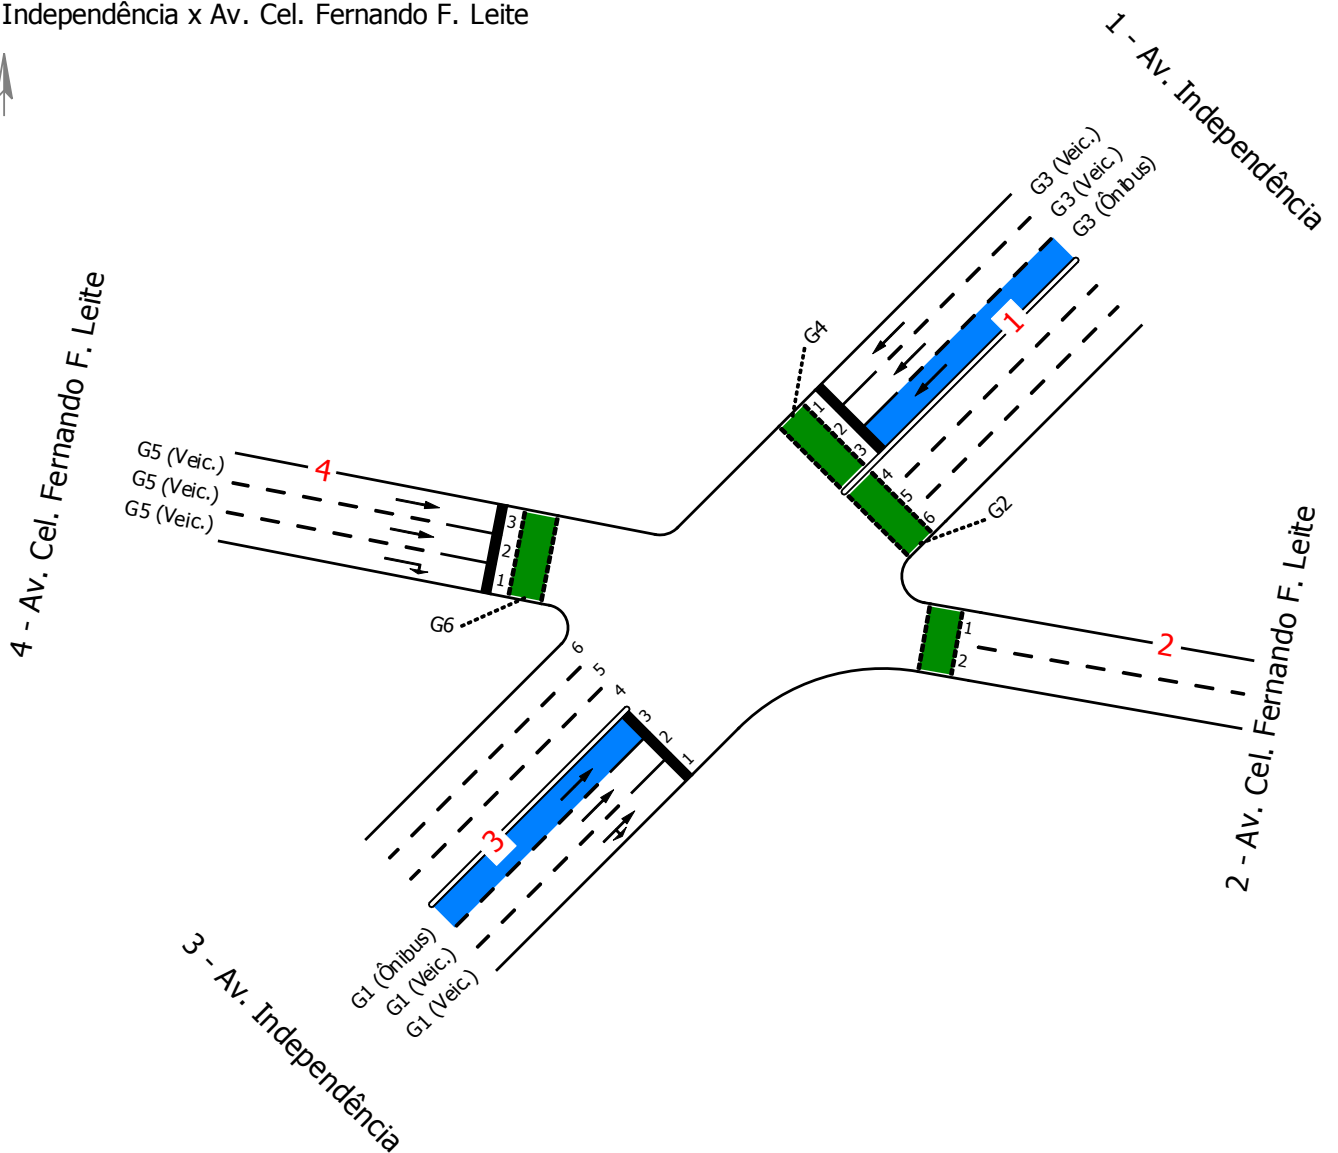 Independência x Av. Cel. Fernando F. Leite
1 - Av. Independência
G3 (Veic.)
G3 (Veic.)
G3 (Ônibus)
1
G4
1
2
3
4
5
6
G2
4 - Av. Cel. Fernando F. Leite
G5 (Veic.)
G5 (Veic.)
G5 (Veic.)
4
3
2
1
G6
2 - Av. Cel. Fernando F. Leite
2
1
2
6
5
4
3
2
1
3
G1 (Ônibus)
G1 (Veic.)
G1 (Veic.)
3 - Av. Independência